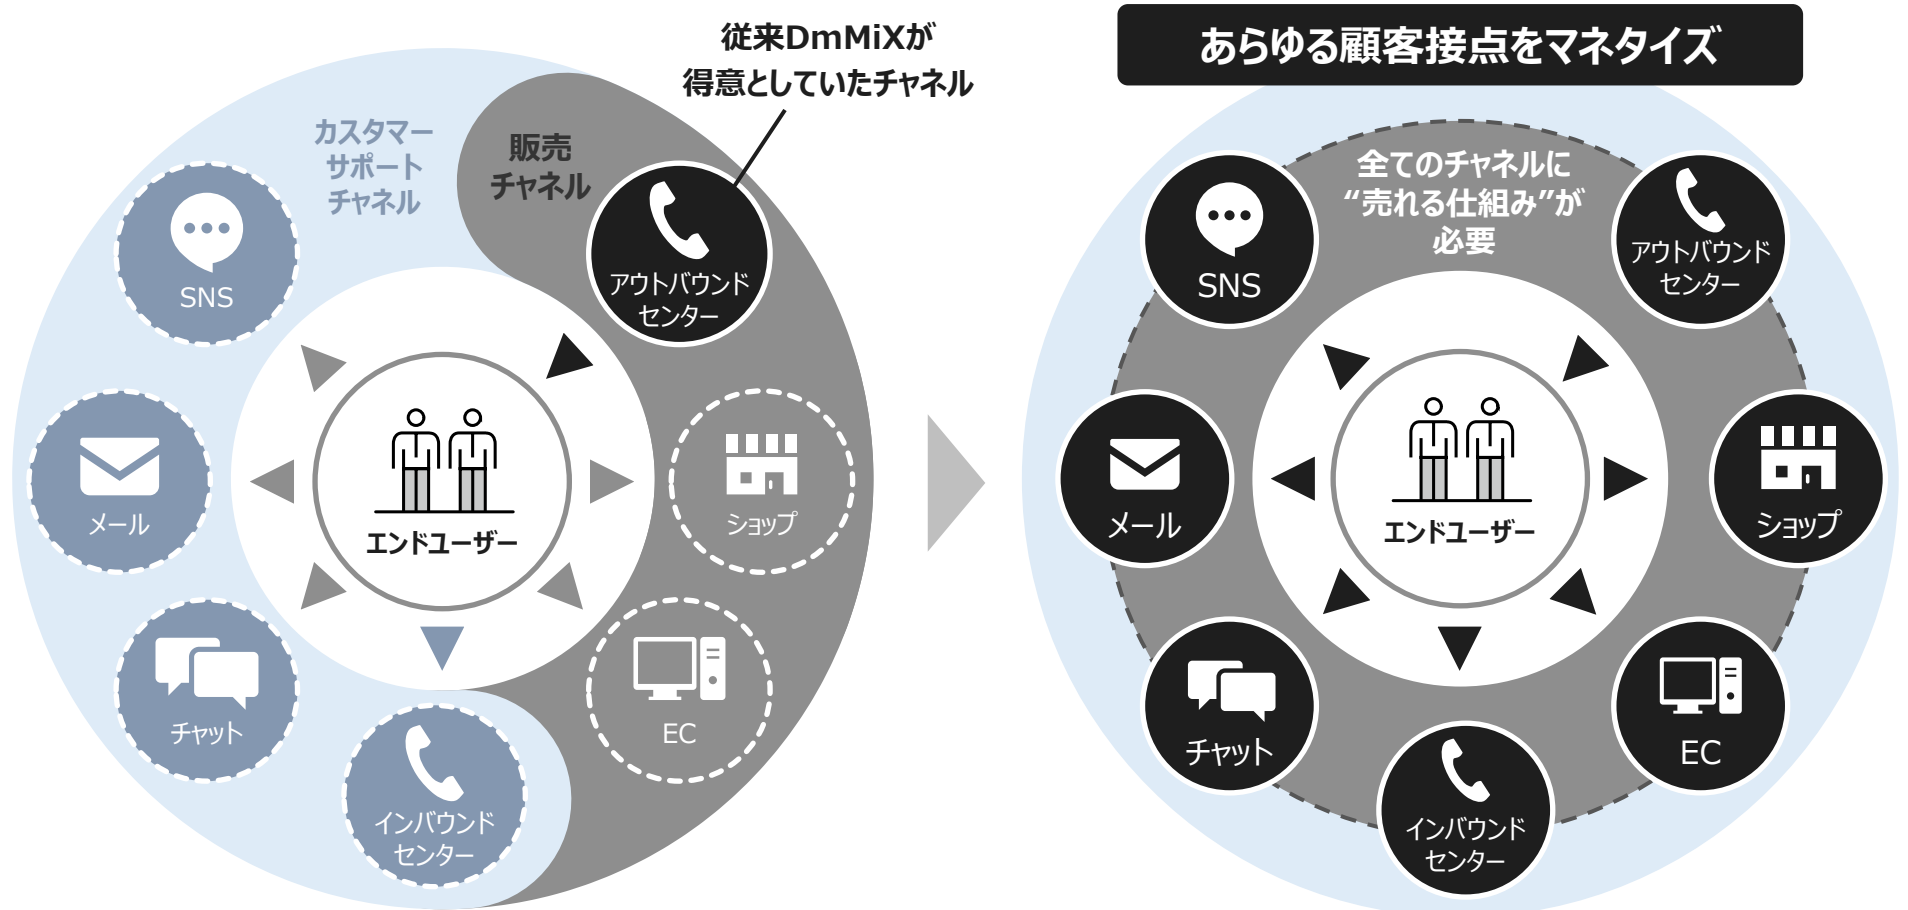 従来DmMiXが
得意としていたチャネル
カスタマー
サポート
チャネル
販売
チャネル
アウトバウンド
センター
SNS
メール
ショップ
エンドユーザー
チャット
EC
インバウンド
センター
あらゆる顧客接点をマネタイズ
全てのチャネルに
“売れる仕組み”が
必要
SNS
アウトバウンド
センター
メール
ショップ
エンドユーザー
チャット
EC
インバウンド
センター